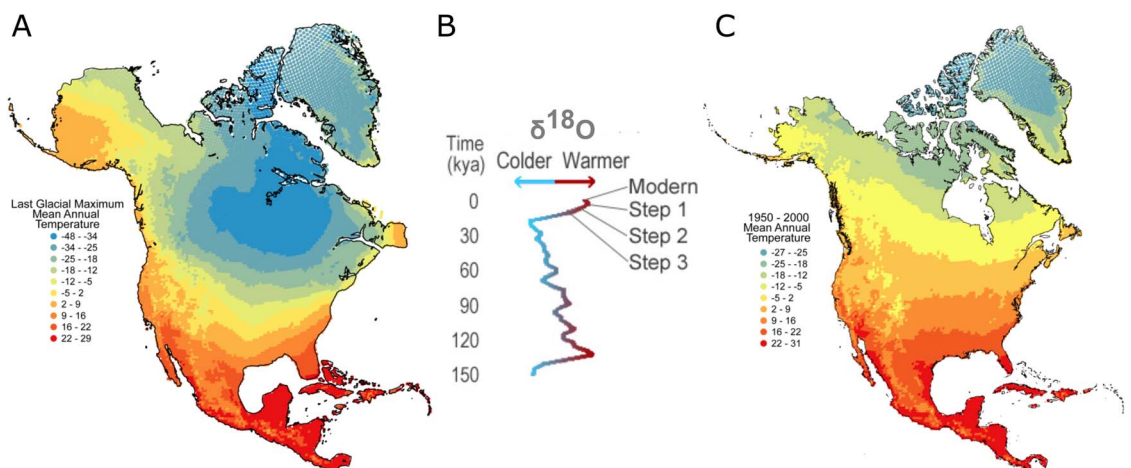 A
Last Glacial Maximum
Mean Annual
Temperature
-48 - -34
-34 - -25
-25 - -18
-18 - -12
-12 - -5
-5 - 2
2 - 9
9 - 16
16 - 22
22 - 29
B
δ18O
Time
(kya)
Colder Warmer
0
30
60
90
120
150
Modern
Step 1
Step 2
Step 3
C
1950 - 2000
Mean Annual
Temperature
-27 - -25
-25 - -18
-18 - -12
-12 - -5
-5 - 2
2 - 9
9 - 16
16 - 22
22 - 31